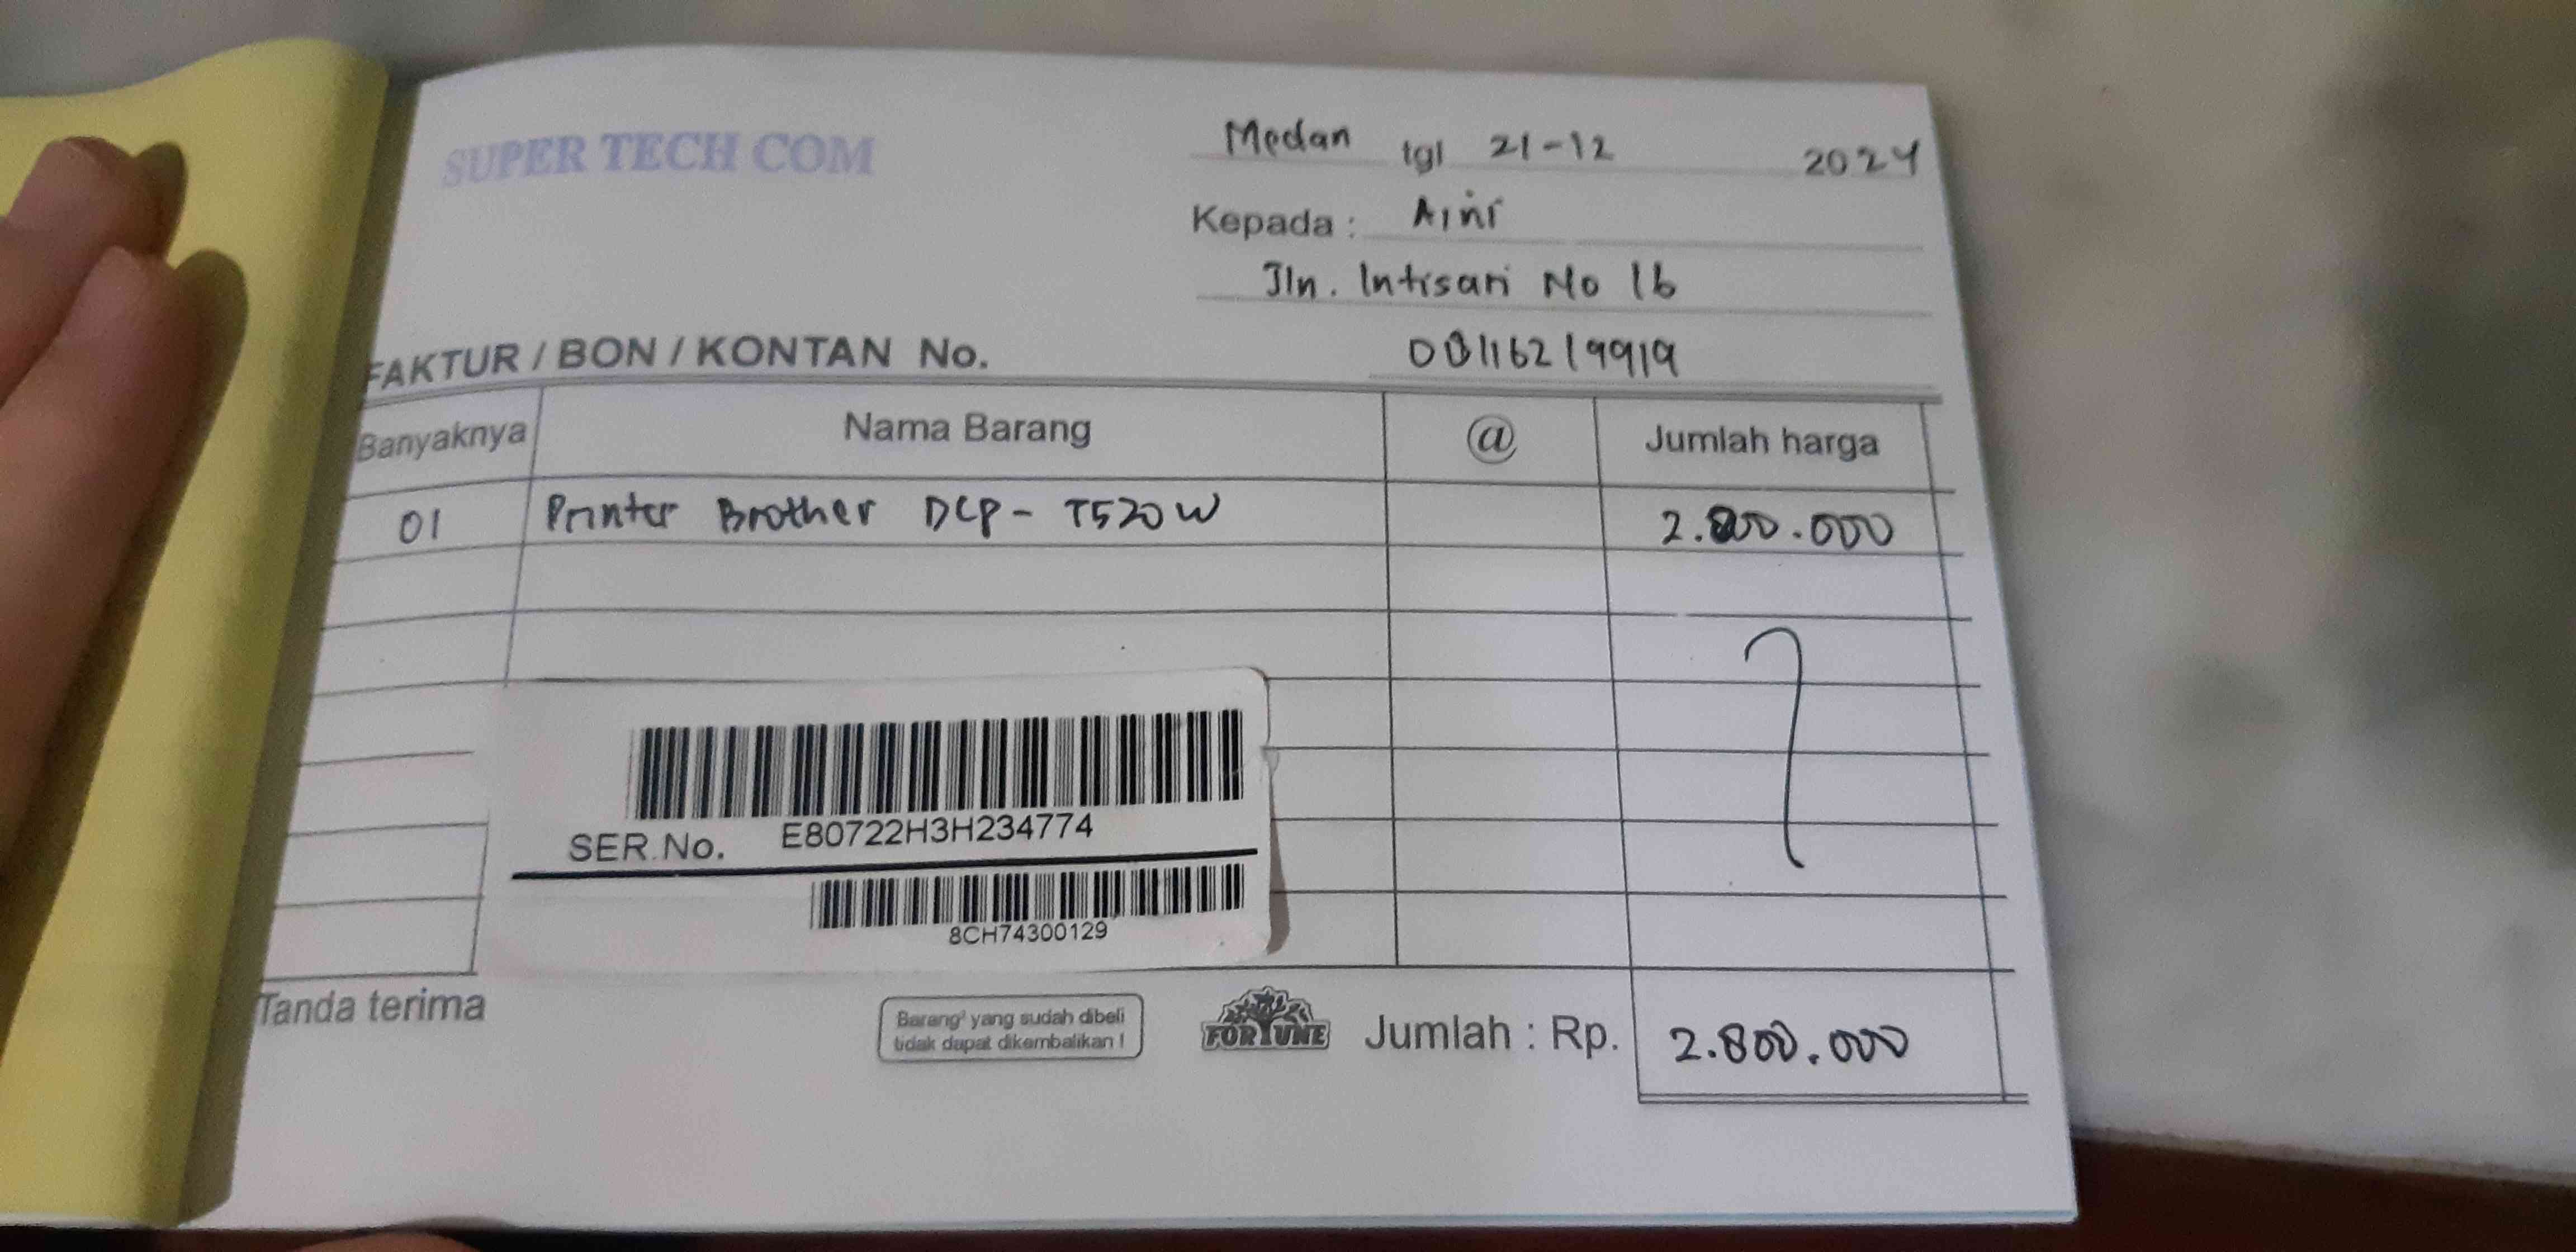 SUPER TECH COM
Medan tgl 21-12 2024
Kepada : Aini
Jln. Intisari No 16
FAKTUR / BON / KONTAN No. 08116219919
Banyaknya Nama Barang @ Jumlah harga
01 Printer Brother DCP - T520W 2.800.000
SER.No. E80722H3H234774
8CH74300129
Tanda terima
Barang² yang sudah dibeli
tidak dapat dikembalikan !
FORTUNE
Jumlah : Rp. 2.800.000